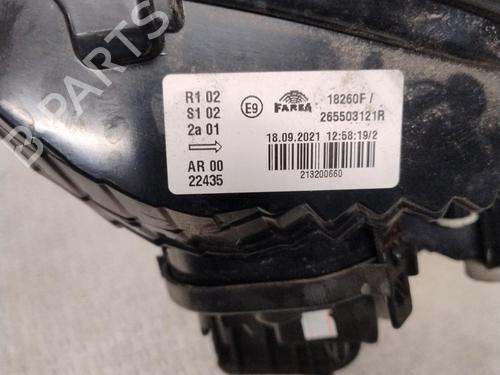 R1 02
S1 02
2a 01
AR 00
22435
E9
FARBA
18260F /
265503121R
18.09.2021 12:58:19/2
213200660
B-PARTS